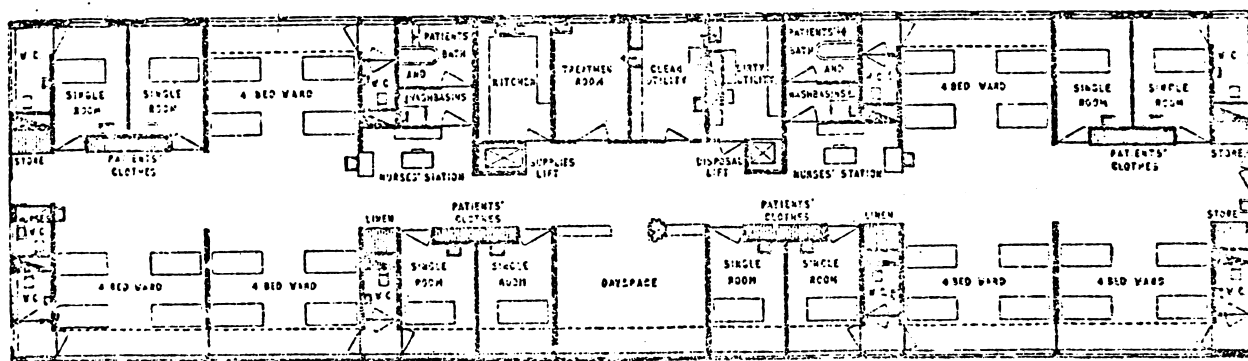 W.C.
SINGLE
ROOM
SINGLE
ROOM
4 BED WARD
W.C.
PATIENTS'
BATH
AND
WASHBASINS
KITCHEN
TREATMEN
ROOM
CLEAN
UTILITY
DIRTY
UTILITY
PATIENTS'
BATH
AND
WASHBASINS
W.C.
4 BED WARD
SINGLE
ROOM
SINGLE
ROOM
W.C.
STORE
PATIENTS'
CLOTHES
NURSES' STATION
SUPPLIES
LIFT
DISPOSAL
LIFT
NURSES' STATION
PATIENTS'
CLOTHES
STORE
NURSES
W.C.
W.C.
4 BED WARD
4 BED WARD
LINEN
W.C.
PATIENTS'
CLOTHES
SINGLE
ROOM
SINGLE
ROOM
DAYSPACE
PATIENTS'
CLOTHES
SINGLE
ROOM
SINGLE
ROOM
LINEN
W.C.
4 BED WARD
4 BED WARD
STORE
W.C.
W.C.